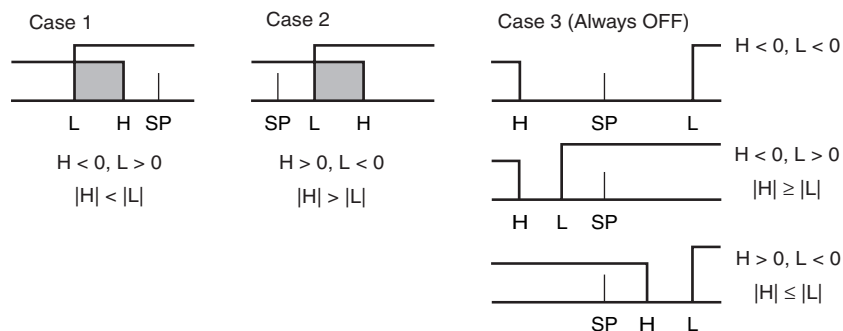 Case 1
L H SP
H < 0, L > 0
|H| < |L|
Case 2
SP L H
H > 0, L < 0
|H| > |L|
Case 3 (Always OFF)
H < 0, L < 0
H SP L
H < 0, L > 0
|H| ≥ |L|
H L SP
H > 0, L < 0
|H| ≤ |L|
SP H L